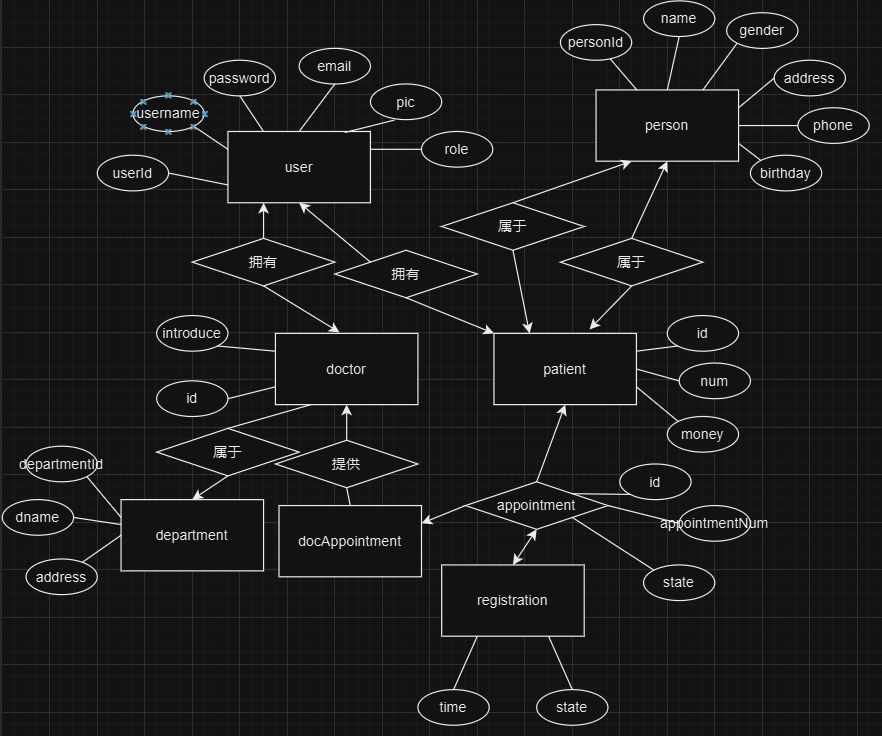 name
gender
personId
email
password
address
pic
username
person
phone
role
user
userId
birthday
属于
拥有
属于
拥有
introduce
id
doctor
patient
num
id
money
属于
提供
departmentId
id
appointment
dname
appointmentNum
department
docAppointment
address
state
registration
time
state